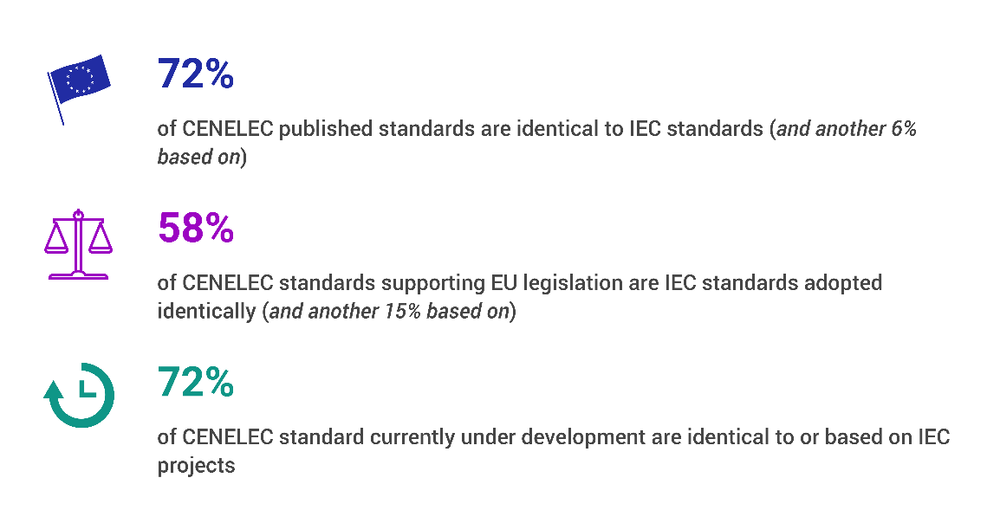 72%
of CENELEC published standards are identical to IEC standards (and another 6%
based on)
58%
of CENELEC standards supporting EU legislation are IEC standards adopted
identically (and another 15% based on)
72%
of CENELEC standard currently under development are identical to or based on IEC
projects